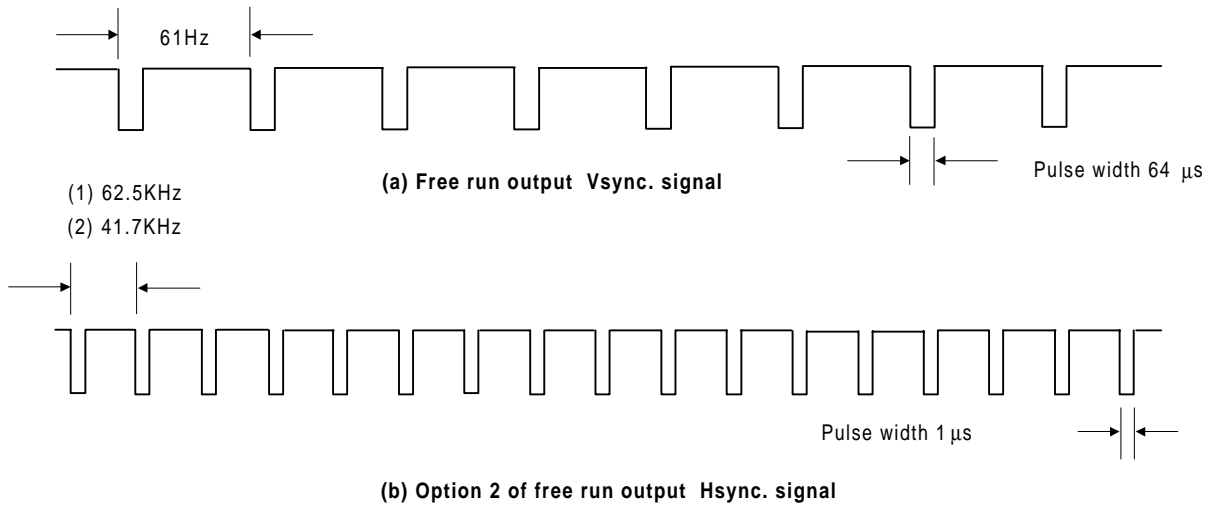 61Hz
(a) Free run output Vsync. signal
Pulse width 64 μs
(1) 62.5KHz
(2) 41.7KHz
Pulse width 1 μs
(b) Option 2 of free run output Hsync. signal